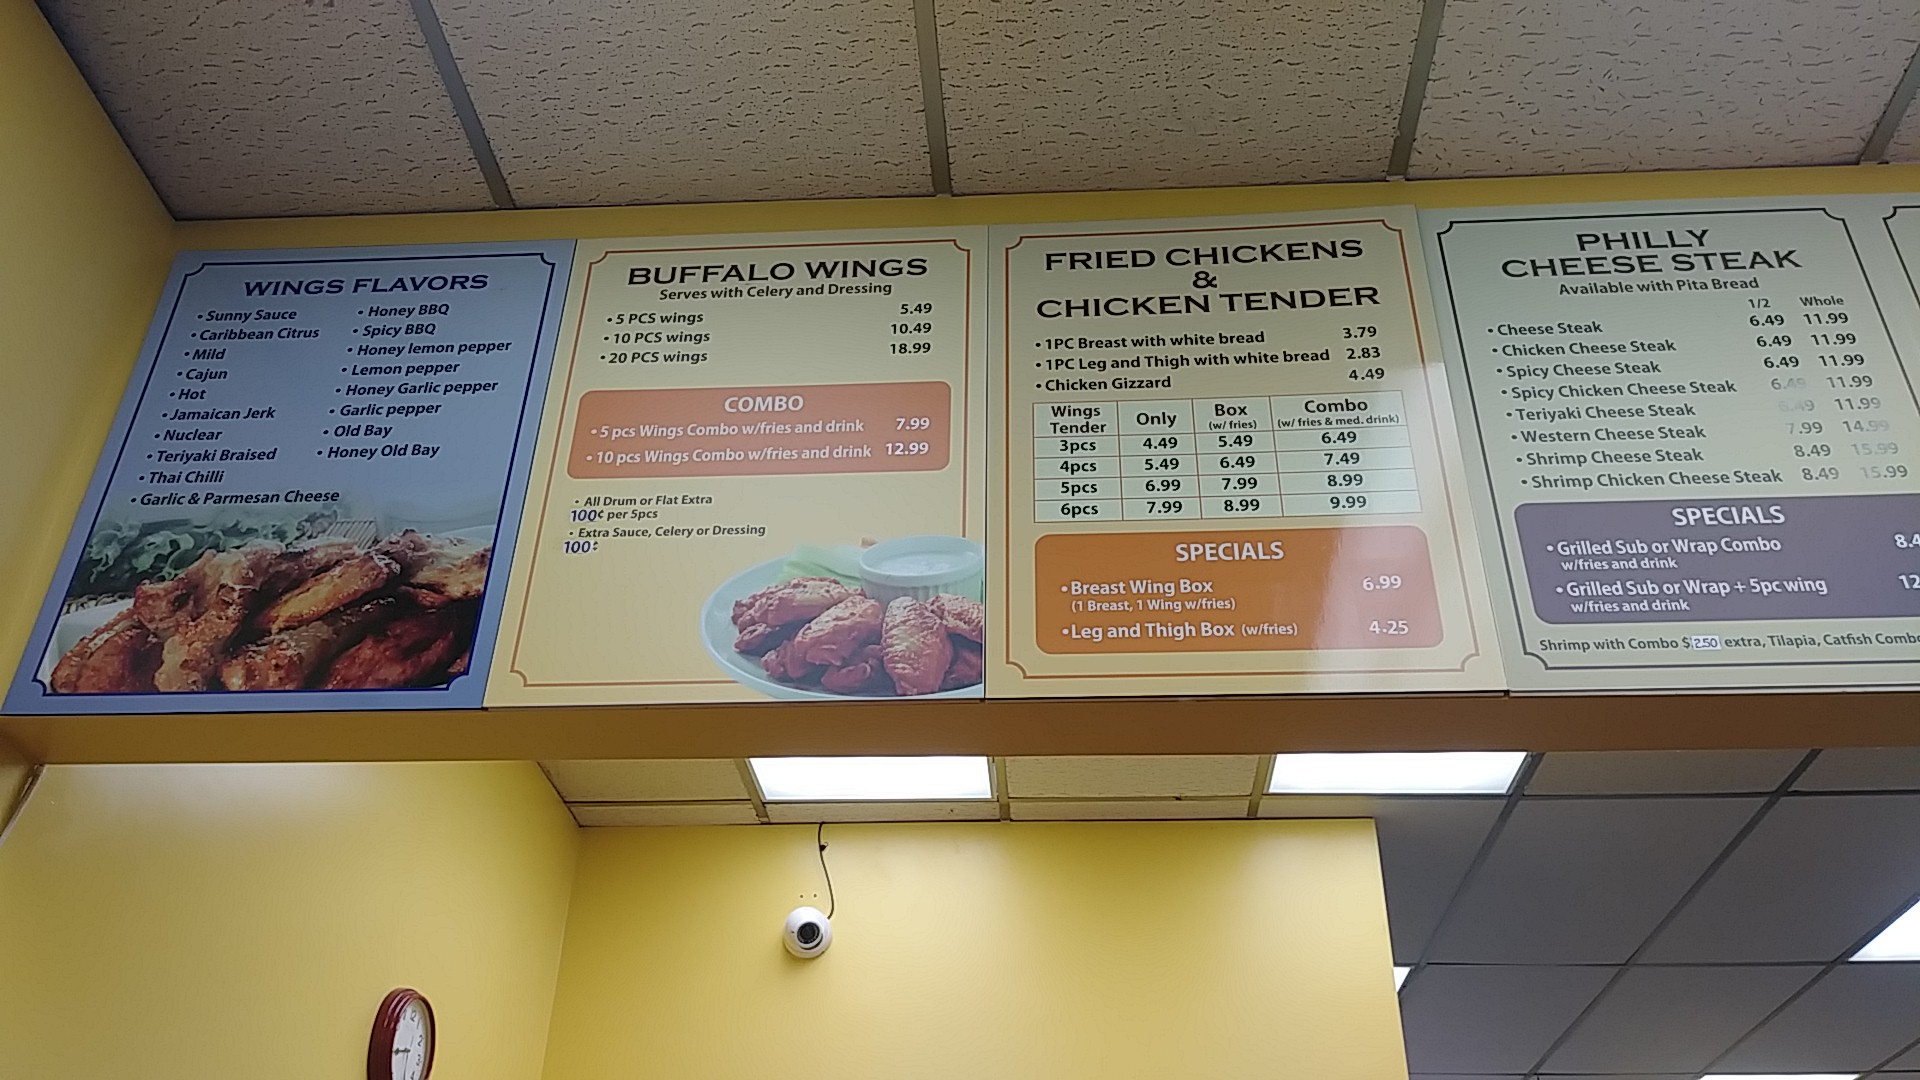 WINGS FLAVORS
• Sunny Sauce
• Caribbean Citrus
• Mild
• Cajun
• Hot
• Jamaican Jerk
• Nuclear
• Teriyaki Braised
• Thai Chilli
• Garlic & Parmesan Cheese
• Honey BBQ
• Spicy BBQ
• Honey lemon pepper
• Lemon pepper
• Honey Garlic pepper
• Garlic pepper
• Old Bay
• Honey Old Bay
BUFFALO WINGS
Serves with Celery and Dressing
• 5 PCS wings 5.49
• 10 PCS wings 10.49
• 20 PCS wings 18.99
COMBO
• 5 pcs Wings Combo w/fries and drink 7.99
• 10 pcs Wings Combo w/fries and drink 12.99
• All Drum or Flat Extra
100¢ per 5pcs
• Extra Sauce, Celery or Dressing
100¢
FRIED CHICKENS
&
CHICKEN TENDER
• 1PC Breast with white bread 3.79
• 1PC Leg and Thigh with white bread 2.83
• Chicken Gizzard 4.49
Wings Tender Only Box (w/ fries) Combo (w/ fries & med. drink)
3pcs 4.49 5.49 6.49
4pcs 5.49 6.49 7.49
5pcs 6.99 7.99 8.99
6pcs 7.99 8.99 9.99
SPECIALS
• Breast Wing Box 6.99
(1 Breast, 1 Wing w/fries)
• Leg and Thigh Box (w/fries) 4.25
PHILLY
CHEESE STEAK
Available with Pita Bread
1/2 Whole
• Cheese Steak 6.49 11.99
• Chicken Cheese Steak 6.49 11.99
• Spicy Cheese Steak 6.49 11.99
• Spicy Chicken Cheese Steak 6.49 11.99
• Teriyaki Cheese Steak 6.49 11.99
• Western Cheese Steak 7.99 14.99
• Shrimp Cheese Steak 8.49 15.99
• Shrimp Chicken Cheese Steak 8.49 15.99
SPECIALS
• Grilled Sub or Wrap Combo 8.4
w/fries and drink
• Grilled Sub or Wrap + 5pc wing 12
w/fries and drink
Shrimp with Combo $2.50 extra, Tilapia, Catfish Combo